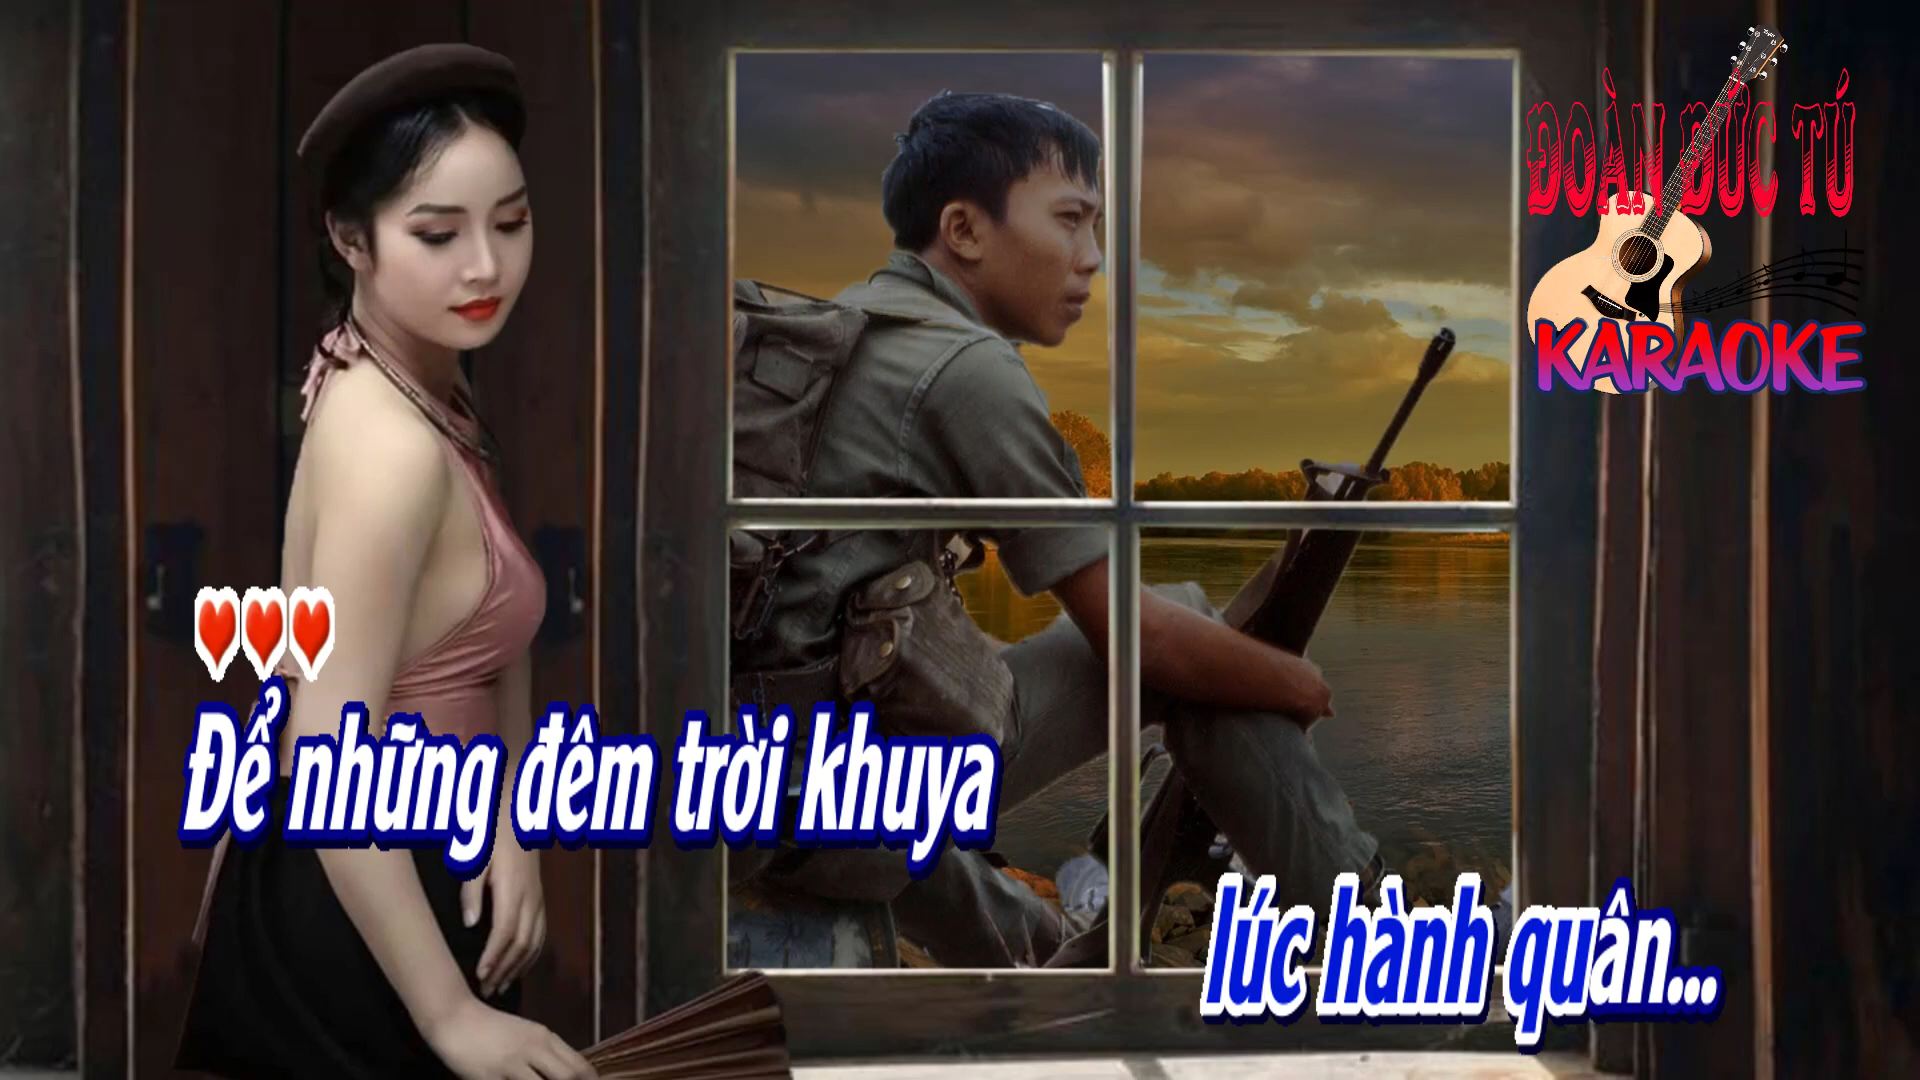 ĐOÀN ĐỨC TÚ
KARAOKE
Để những đêm trời khuya
lúc hành quân...